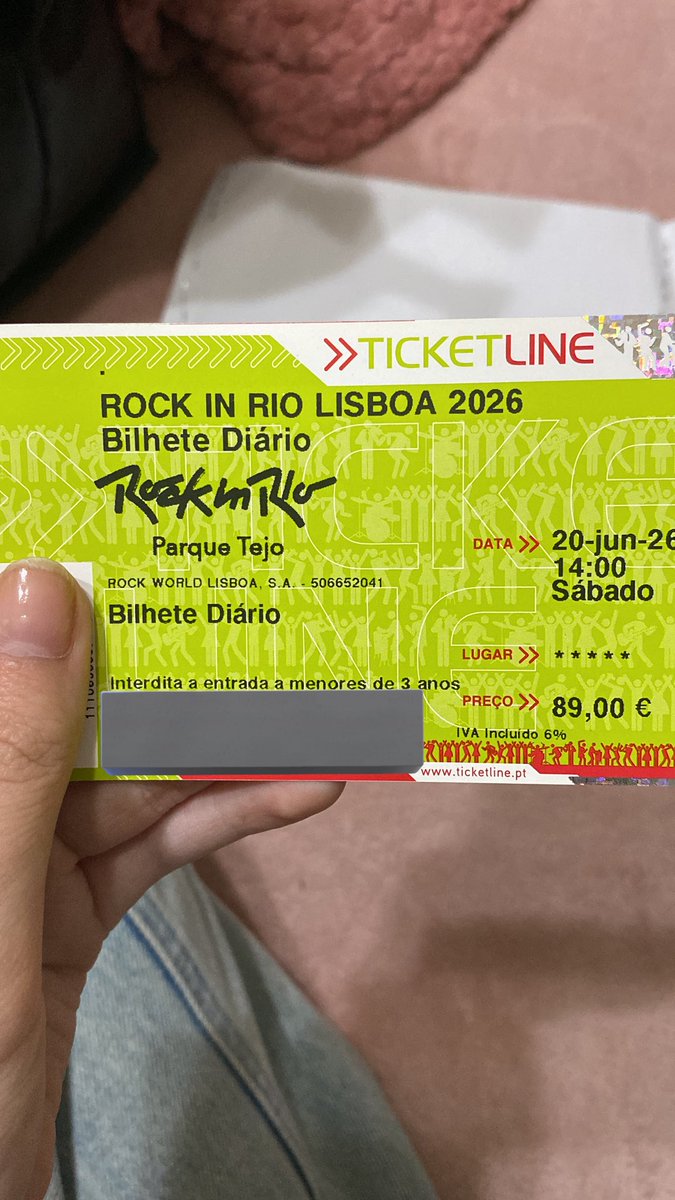 TICKETLINE
ROCK IN RIO LISBOA 2026
Bilhete Diário
Rock in Rio
Parque Tejo
DATA >> 20-jun-26
14:00
Sábado
ROCK WORLD LISBOA, S.A. - 506652041
Bilhete Diário
LUGAR >> * * * * *
Interdita a entrada a menores de 3 anos
PREÇO >> 89,00 €
IVA Incluído 6%
www.ticketline.pt